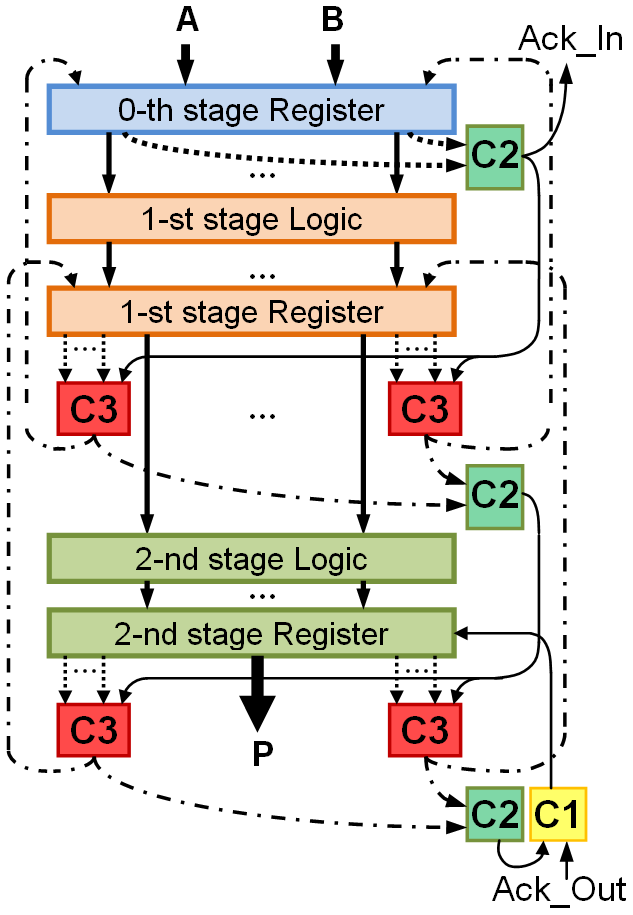 A B
Ack_In
0-th stage Register
C2
...
1-st stage Logic
...
1-st stage Register
... ...
C3 ... C3
C2
2-nd stage Logic
...
2-nd stage Register
... ...
C3 C3
P
C2 C1
Ack_Out